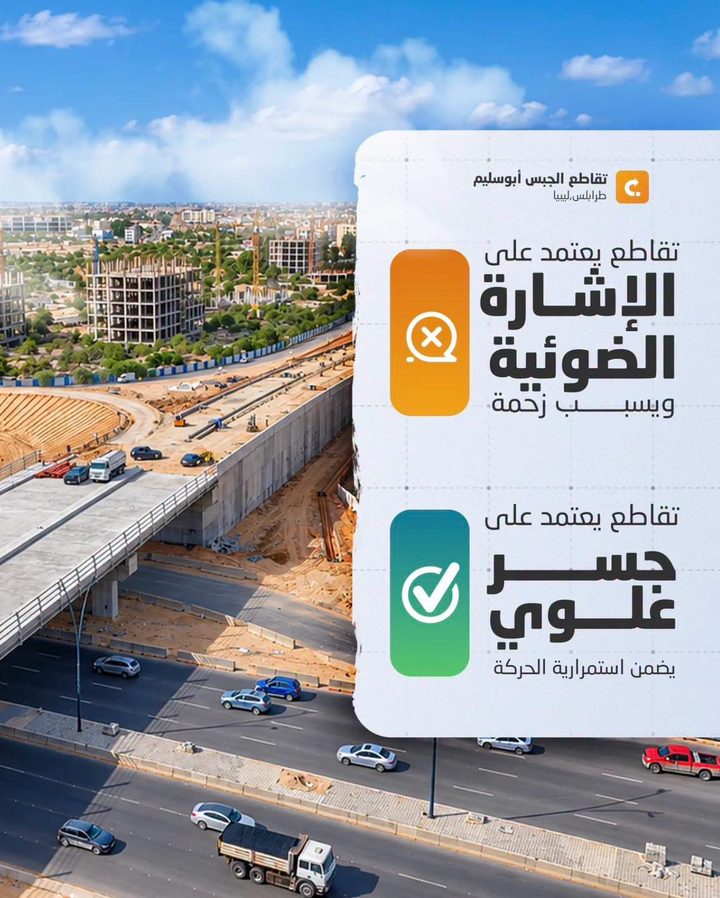 تقاطع الجبس أبوسليم
طرابلس,ليبيا
تقاطع يعتمد على
الإشارة
الضوئية
ويسبب زحمة
تقاطع يعتمد على
جسر
علوي
يضمن استمرارية الحركة